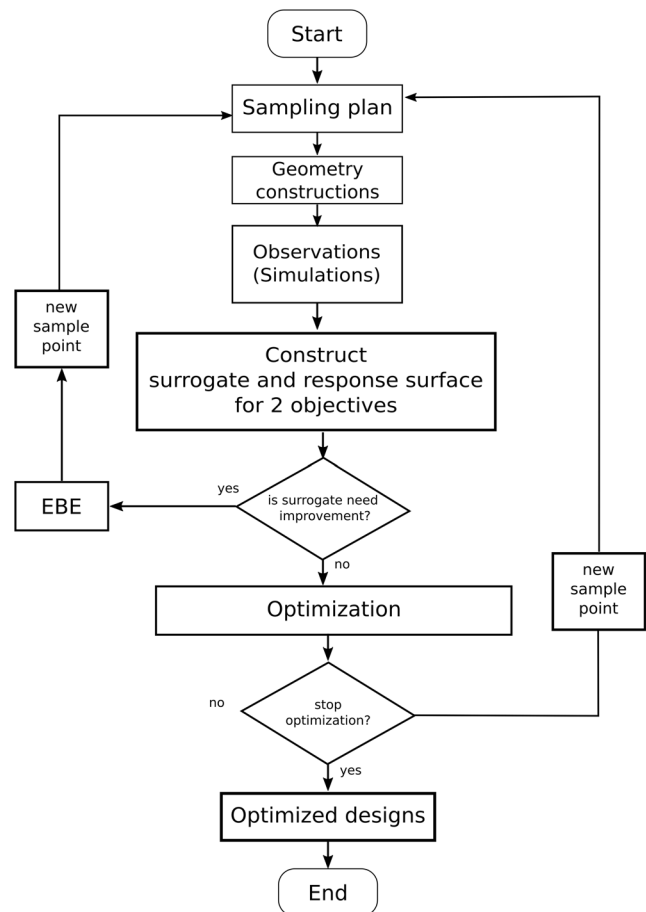 Start
Sampling plan
Geometry
constructions
Observations
(Simulations)
new
sample
point
Construct
surrogate and response surface
for 2 objectives
yes
is surrogate need
improvement?
EBE
no
new
sample
point
Optimization
no
stop
optimization?
yes
Optimized designs
End